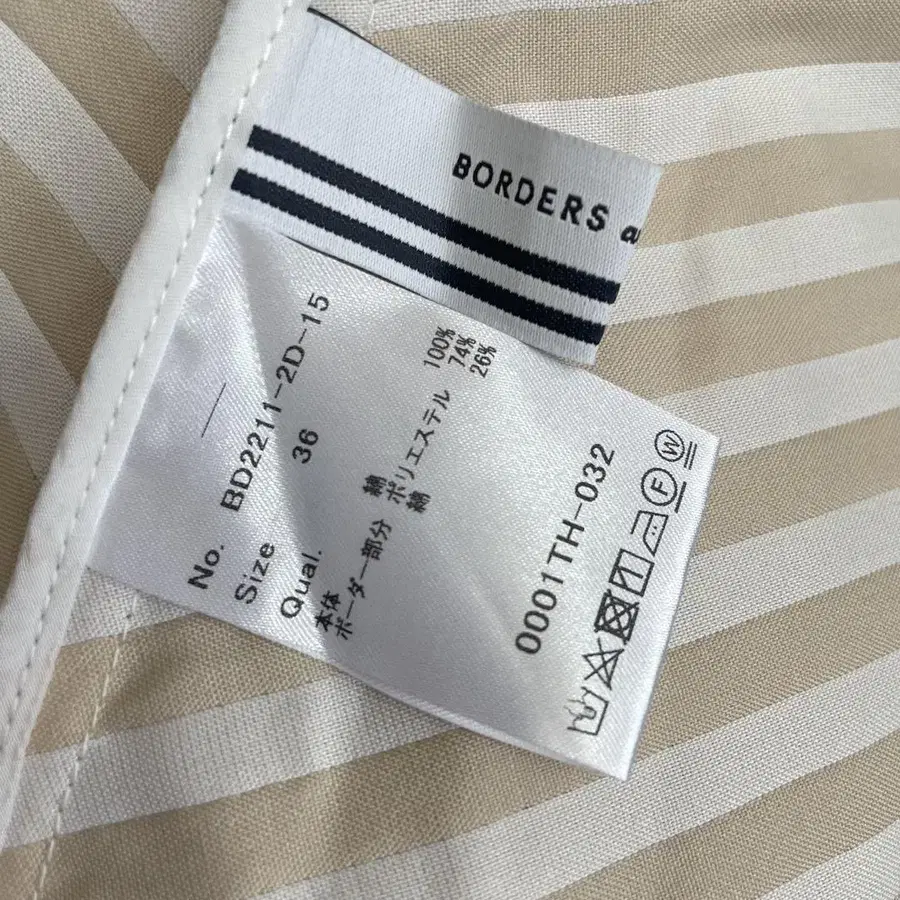 BORDERS a
No. BD2211-2D-15
Size 36
Qual.
本体 綿 100%
ボーダー部分 ポリエステル 74%
綿 26%
0001TH-032
F W